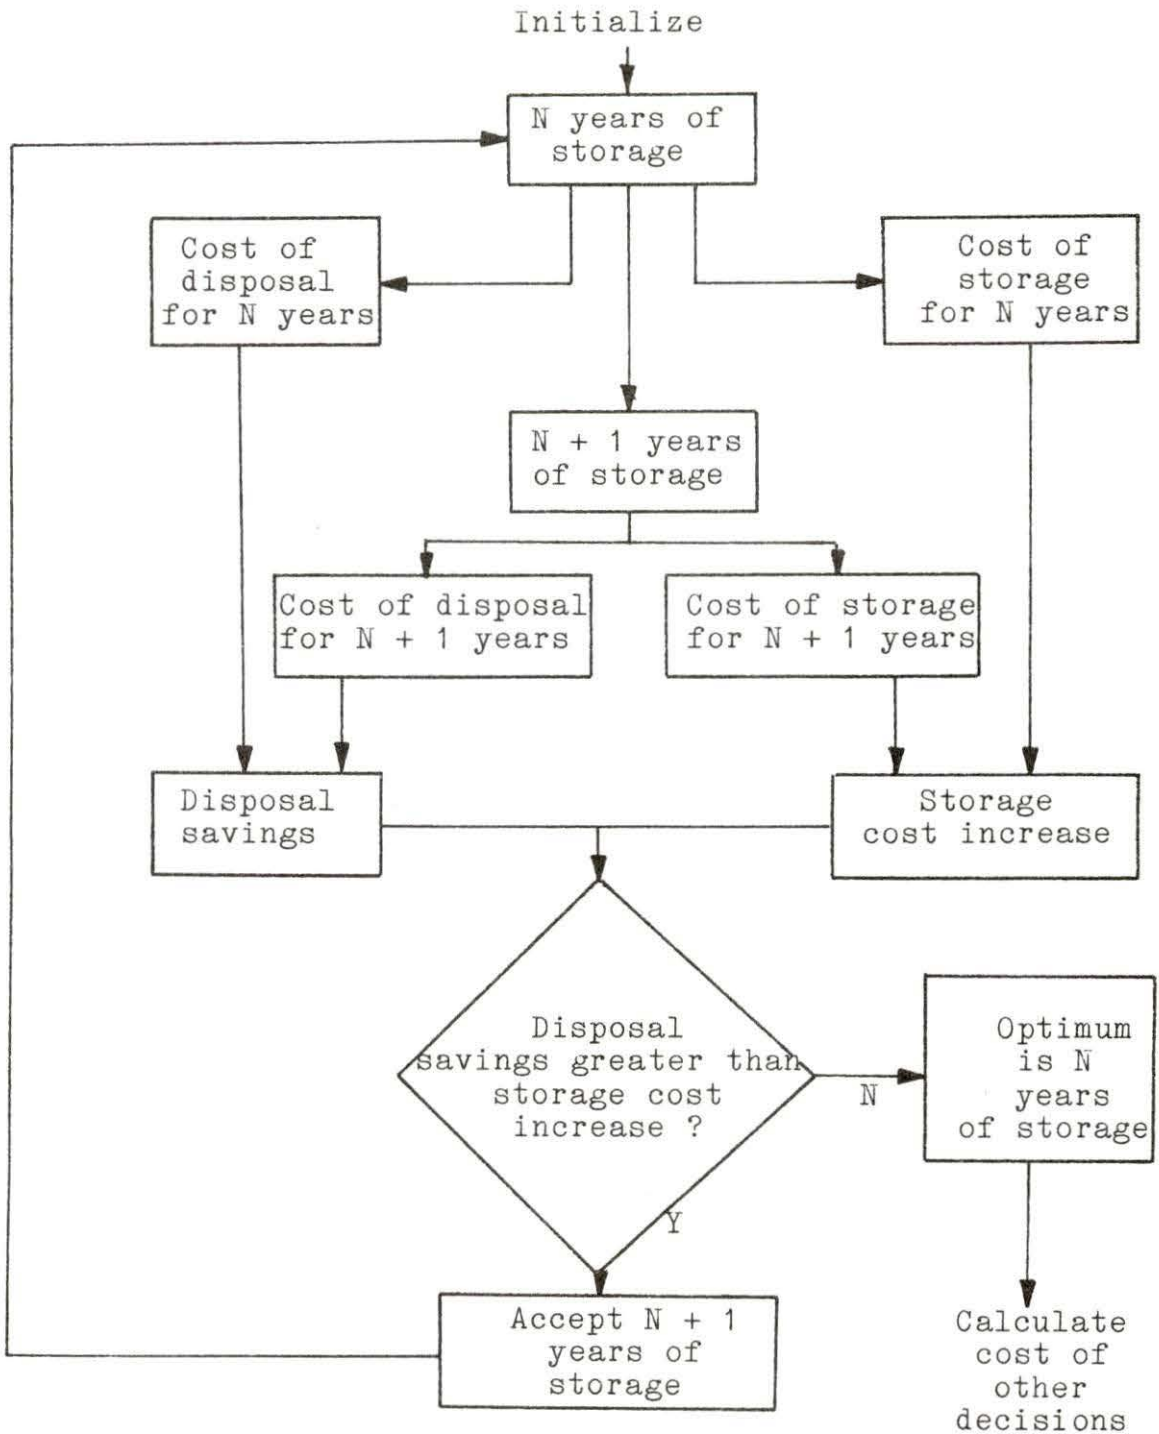 Initialize
N years of
storage
Cost of
disposal
for N years
Cost of
storage
for N years
N + 1 years
of storage
Cost of disposal
for N + 1 years
Cost of storage
for N + 1 years
Disposal
savings
Storage
cost increase
Disposal
savings greater than
storage cost
increase ?
N
Optimum
is N
years
of storage
Y
Accept N + 1
years of
storage
Calculate
cost of
other
decisions